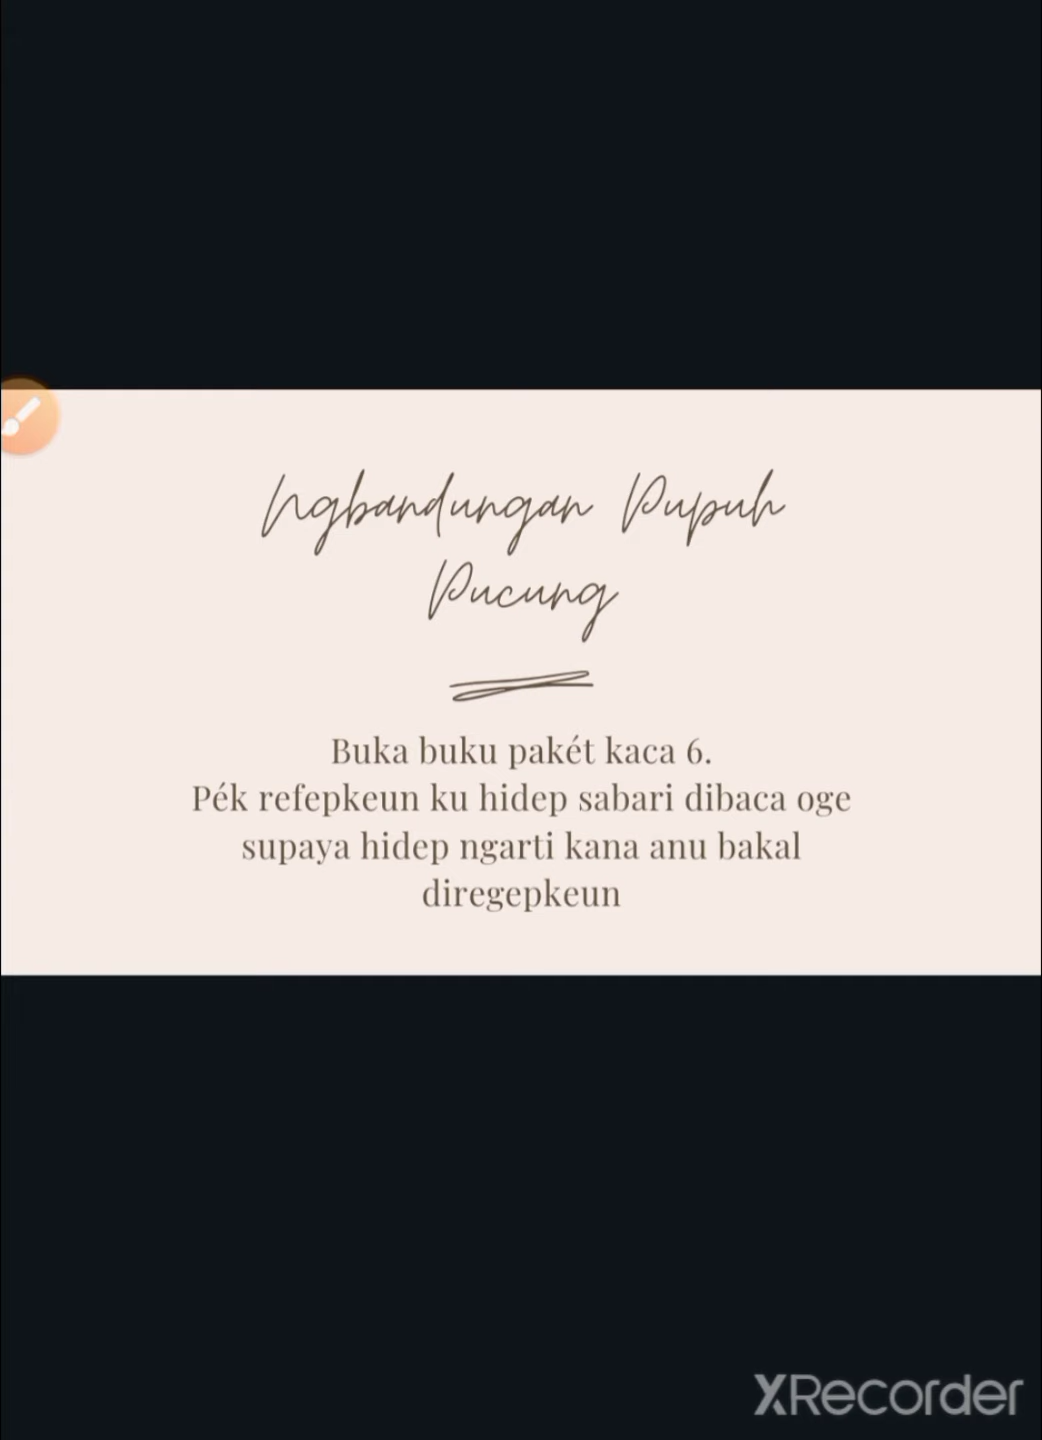 Ngbandungan Pupuh
Pucung
Buka buku pakét kaca 6.
Pék refepkeun ku hidep sabari dibaca oge
supaya hidep ngarti kana anu bakal
diregepkeun
XRecorder